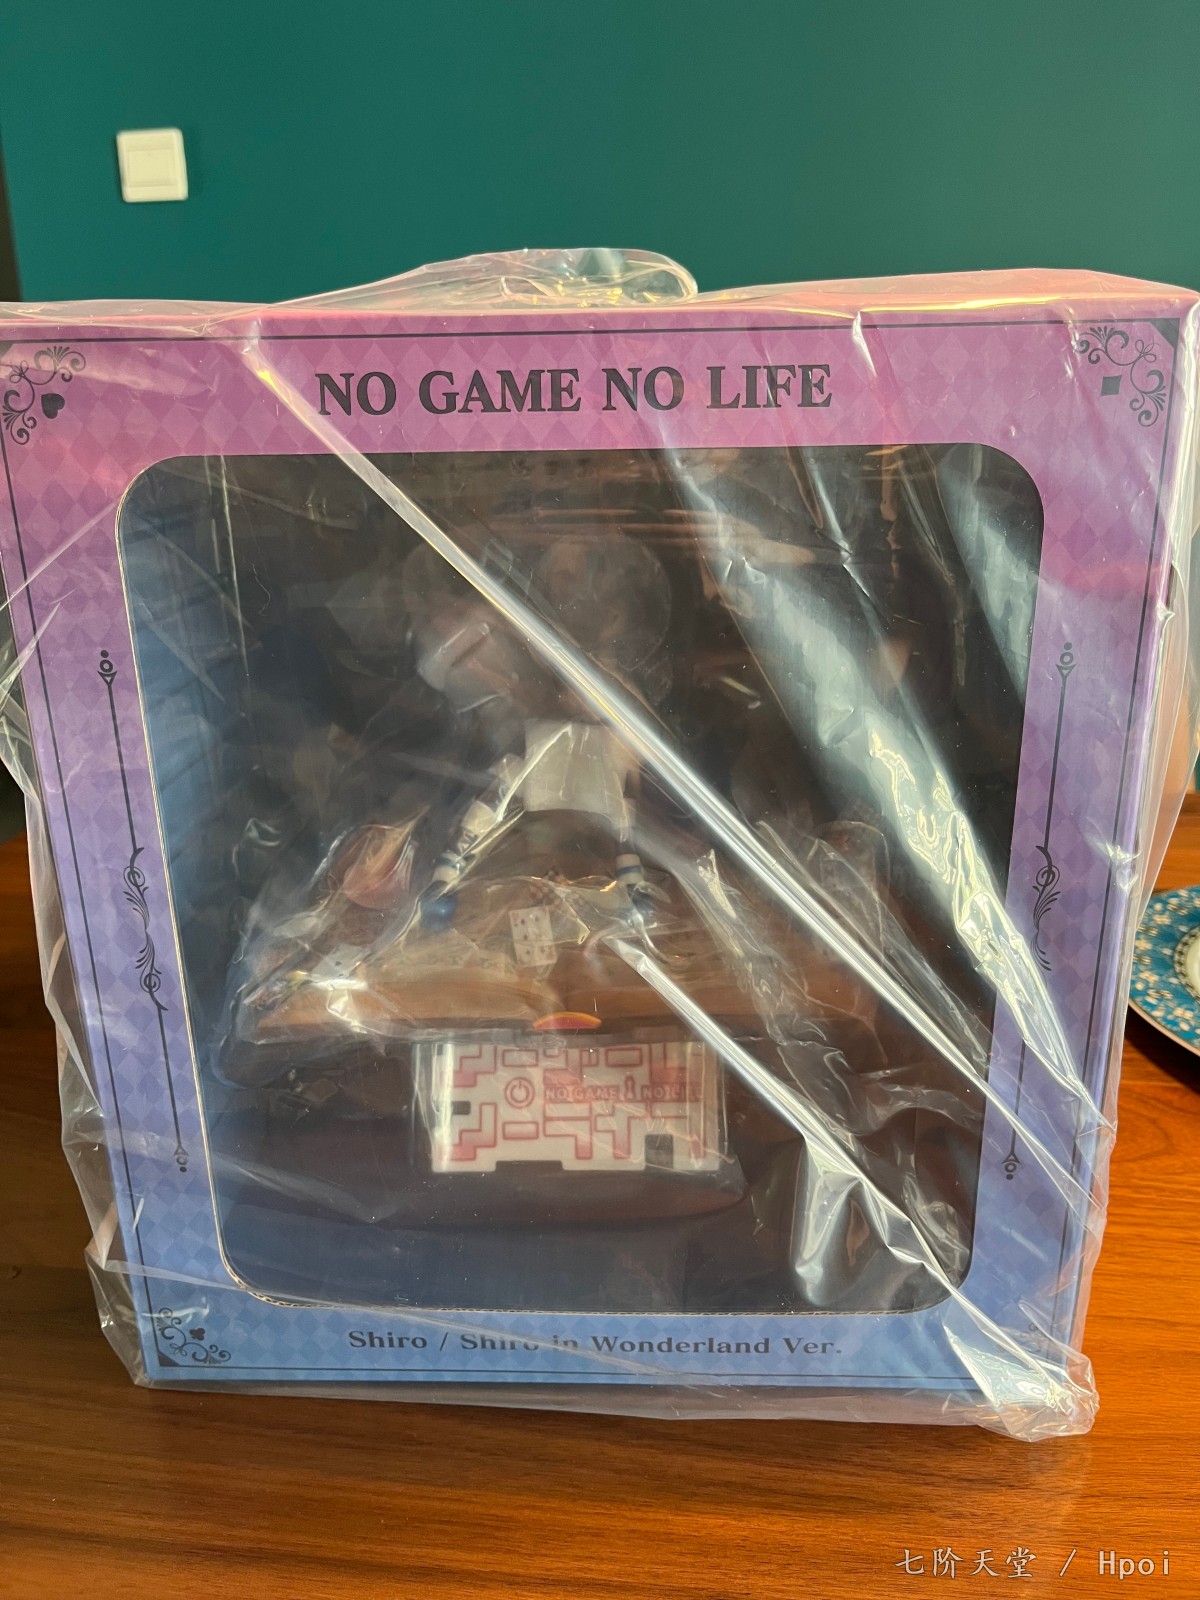 NO GAME NO LIFE
NO GAME NO LIFE
Shiro / Shiro in Wonderland Ver.
七阶天堂 / Hpoi